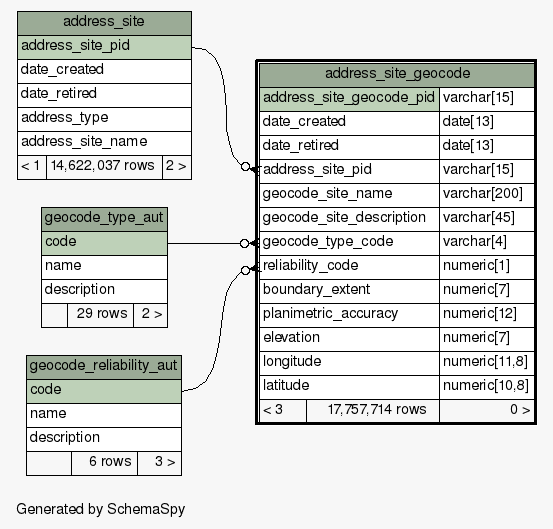 address_site
address_site_pid
date_created
date_retired
address_type
address_site_name
< 1 14,622,037 rows 2 >
geocode_type_aut
code
name
description
29 rows 2 >
geocode_reliability_aut
code
name
description
6 rows 3 >
address_site_geocode
address_site_geocode_pid varchar[15]
date_created date[13]
date_retired date[13]
address_site_pid varchar[15]
geocode_site_name varchar[200]
geocode_site_description varchar[45]
geocode_type_code varchar[4]
reliability_code numeric[1]
boundary_extent numeric[7]
planimetric_accuracy numeric[12]
elevation numeric[7]
longitude numeric[11,8]
latitude numeric[10,8]
< 3 17,757,714 rows 0 >
Generated by SchemaSpy